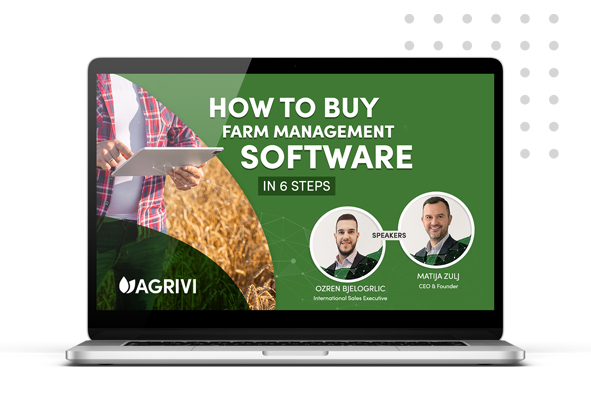 HOW TO BUY
FARM MANAGEMENT
SOFTWARE
IN 6 STEPS
SPEAKERS
OZREN BJELOGRLIC
International Sales Executive
MATIJA ZULJ
CEO & Founder
AGRIVI